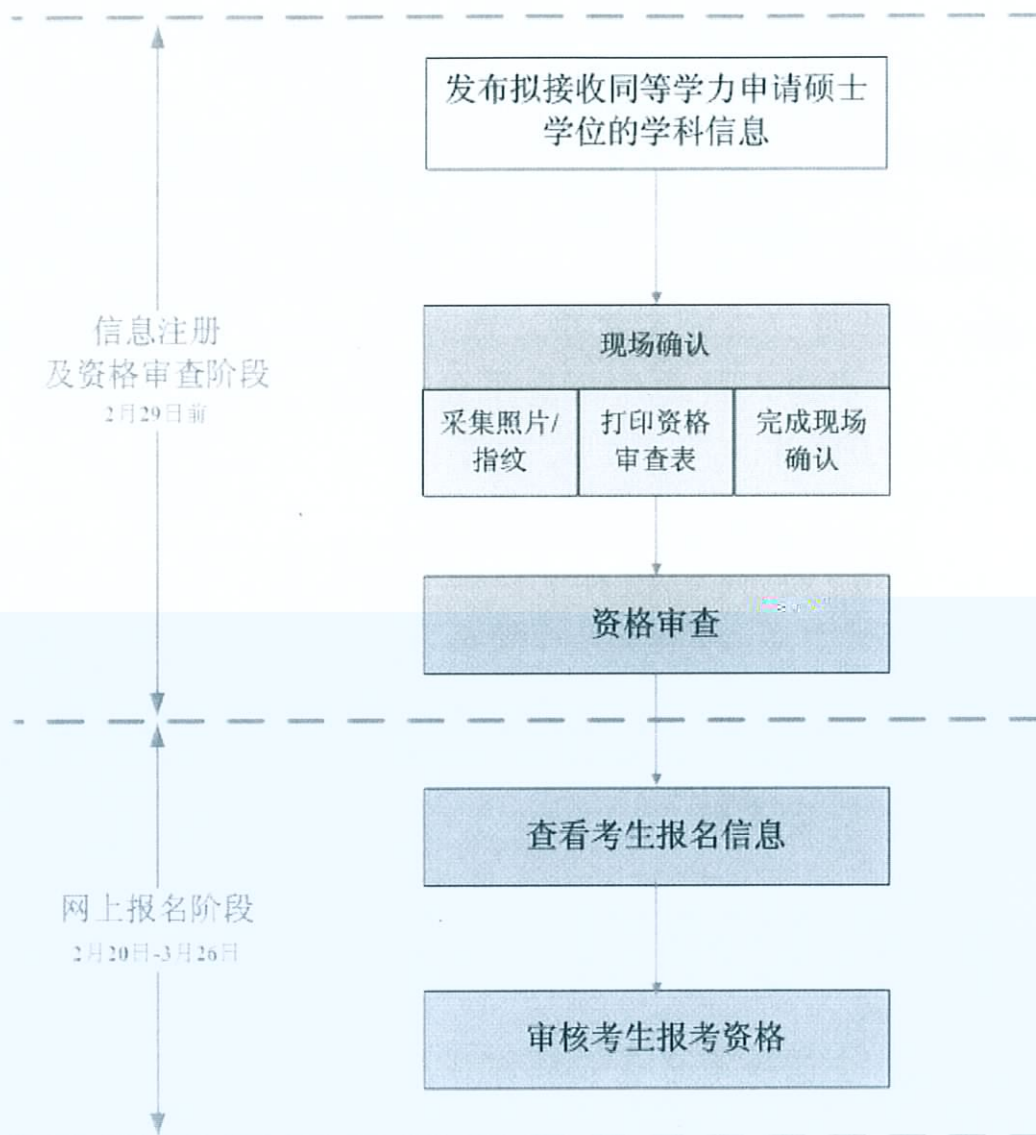 发布拟接收同等学力申请硕士
学位的学科信息
信息注册
及资格审查阶段
2月29日前
现场确认
采集照片/
指纹
打印资格
审查表
完成现场
确认
资格审查
查看考生报名信息
网上报名阶段
2月20日-3月26日
审核考生报考资格